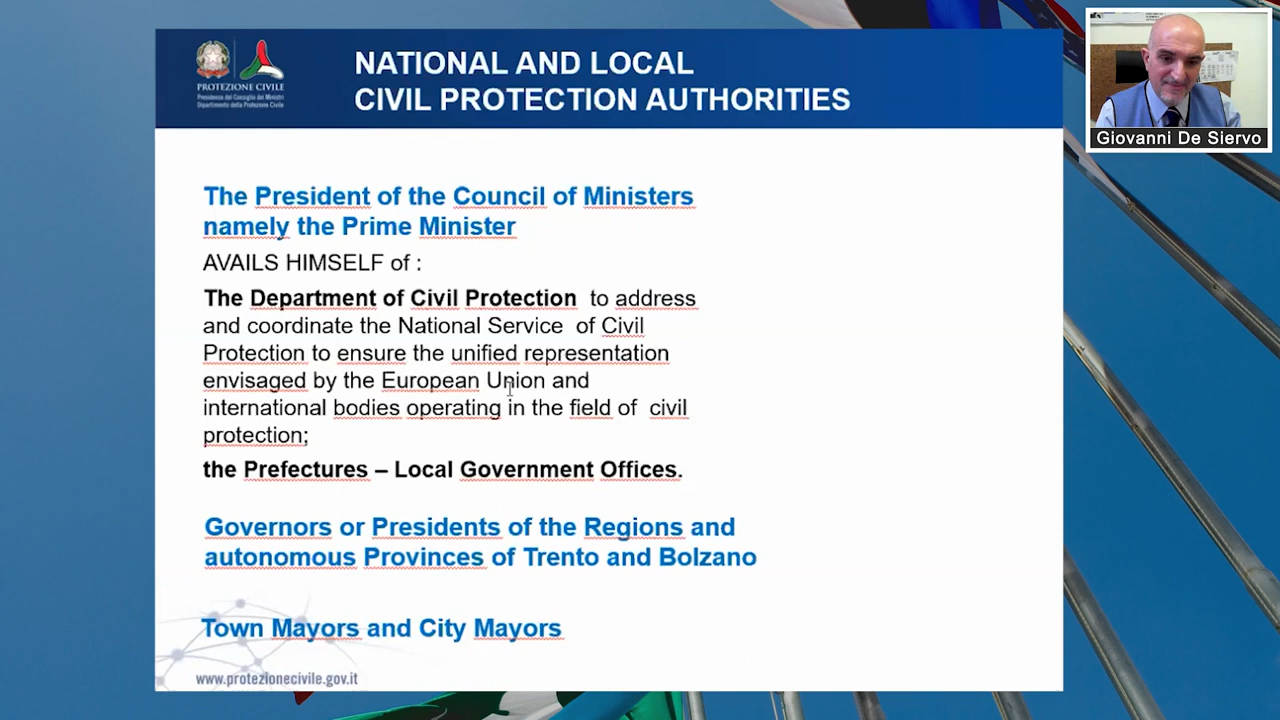 PROTEZIONE CIVILE
Presidenza del Consiglio dei Ministri
Dipartimento della Protezione Civile
NATIONAL AND LOCAL
CIVIL PROTECTION AUTHORITIES
Giovanni De Siervo
The President of the Council of Ministers
namely the Prime Minister
AVAILS HIMSELF of :
The Department of Civil Protection to address
and coordinate the National Service of Civil
Protection to ensure the unified representation
envisaged by the European Union and
international bodies operating in the field of civil
protection;
the Prefectures – Local Government Offices.
Governors or Presidents of the Regions and
autonomous Provinces of Trento and Bolzano
Town Mayors and City Mayors
www.protezionecivile.gov.it